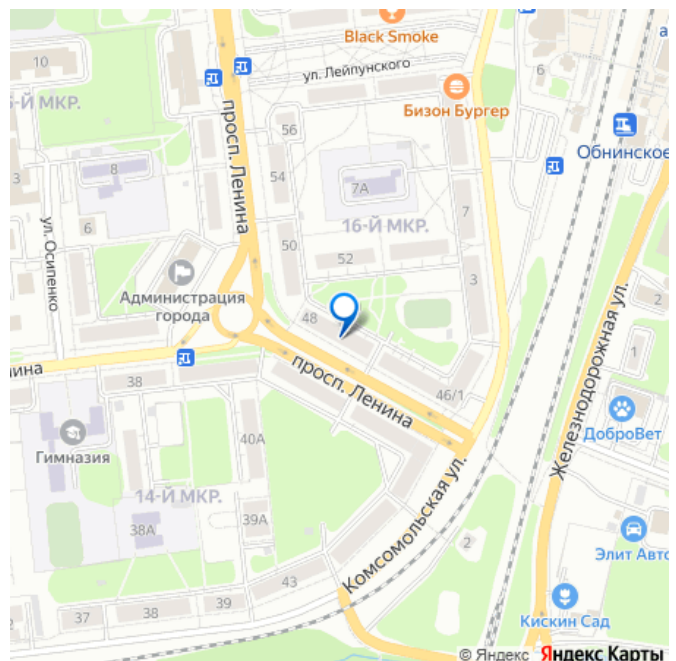 Black Smoke
ул. Лейпунского
10
6
Бизон Бургер
просп. Ленина
56
Обнинское
8
54
3
7А
7
16-Й МКР.
ул. Осипенко
6
50
52
3
Администрация
города
48
2
Железнодорожная ул.
1
38
просп. Ленина
46/1
ДоброВет
40А
Гимназия
14-Й МКР.
38А
39А
Комсомольская ул.
2
Элит Авто
43
37
38
39
Кискин Сад
© Яндекс Яндекс Карты